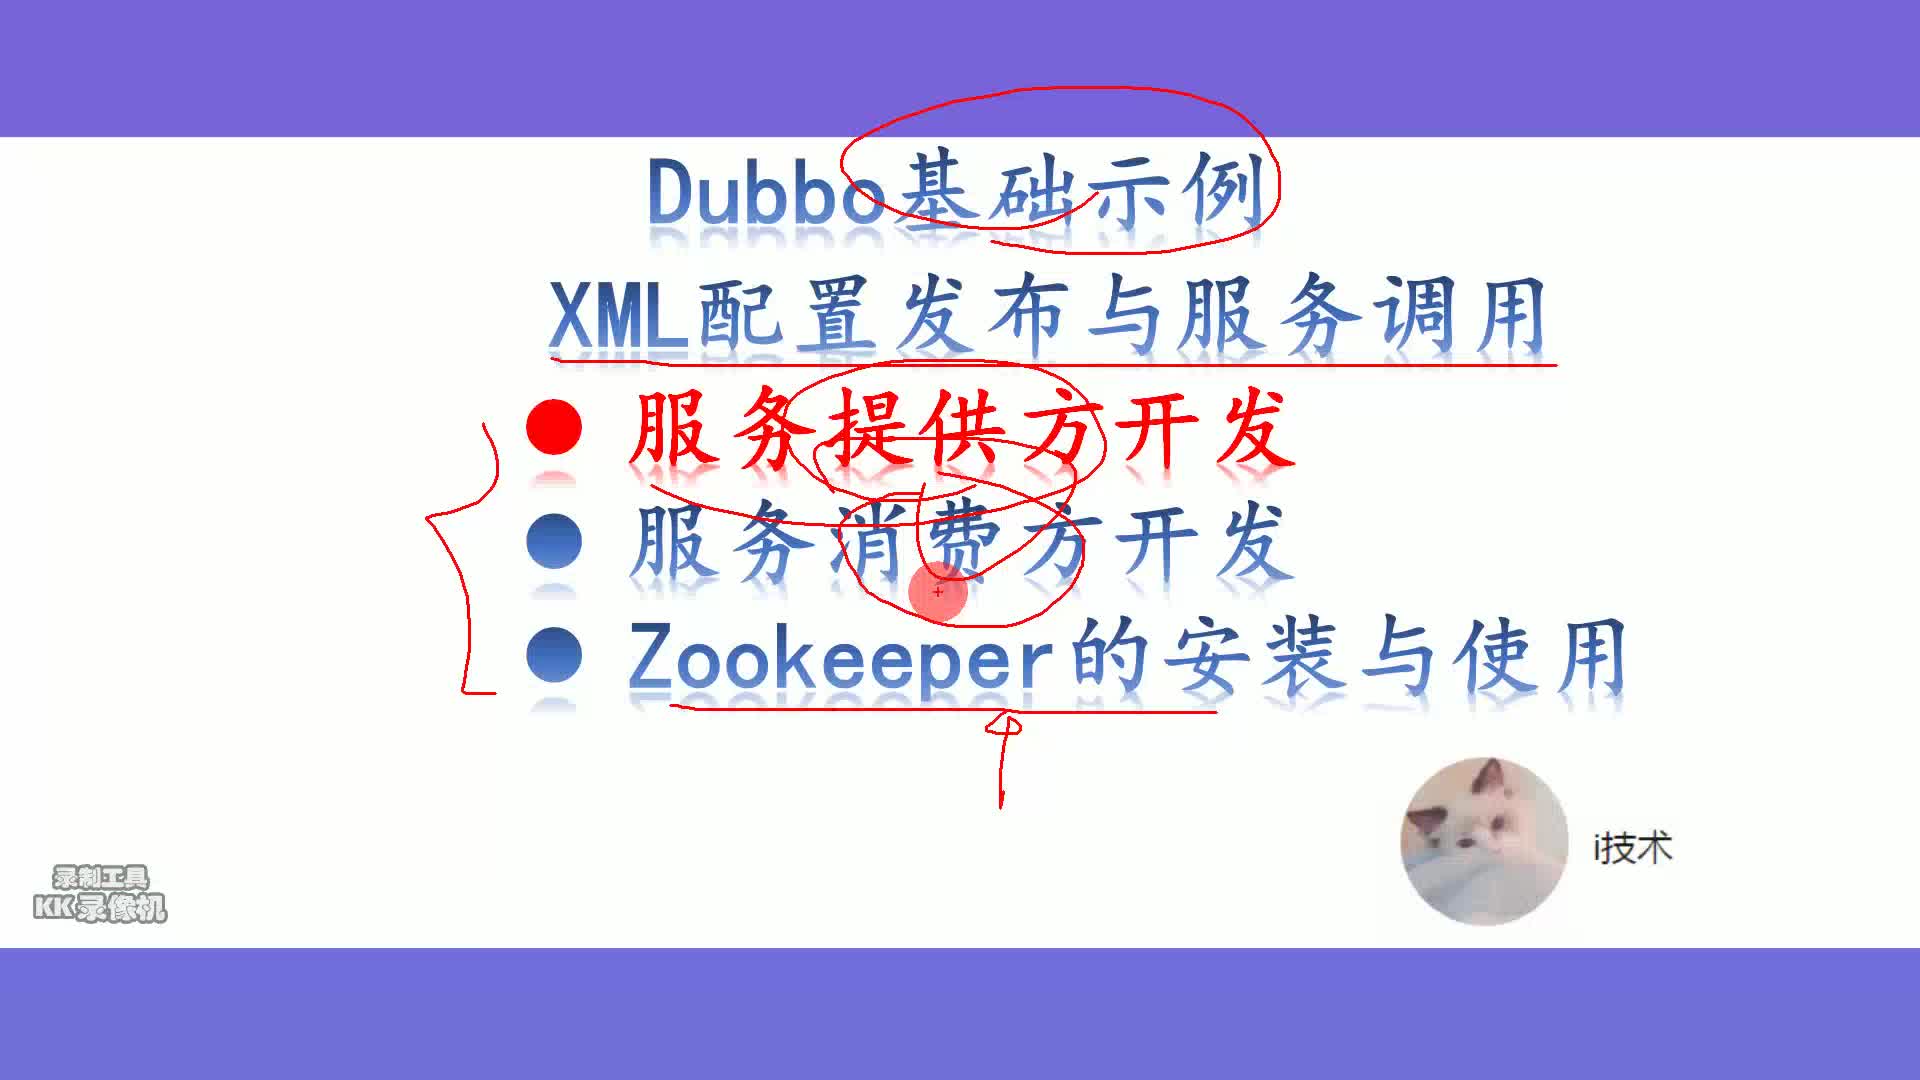 Dubbo基础示例
XML配置发布与服务调用
服务提供方开发
服务消费方开发
Zookeeper的安装与使用
i技术
录制工具
KK录像机